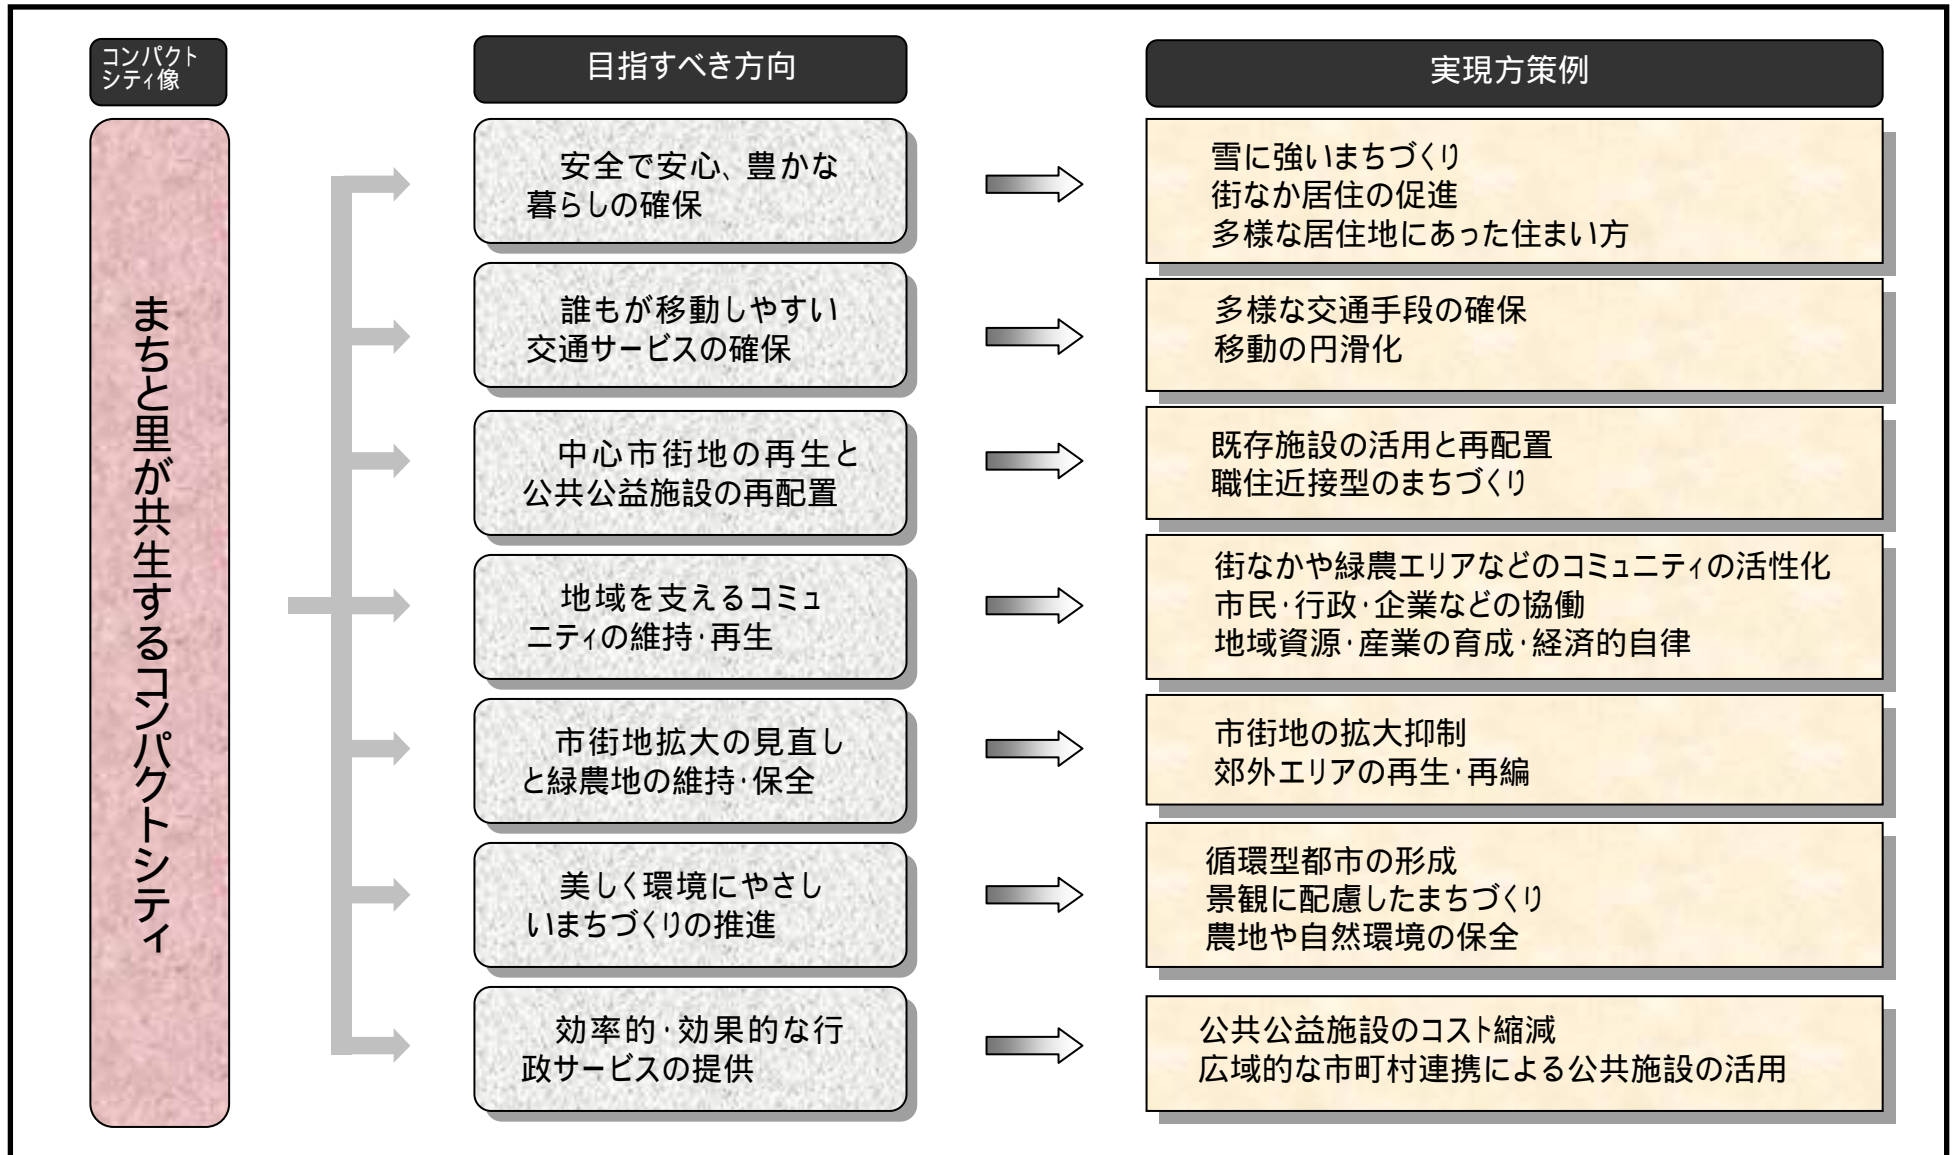 コンパクト
シティ像
目指すべき方向
実現方策例
まちと里が共生するコンパクトシティ
安全で安心、豊かな
暮らしの確保
雪に強いまちづくり
街なか居住の促進
多様な居住地にあった住まい方
誰もが移動しやすい
交通サービスの確保
多様な交通手段の確保
移動の円滑化
中心市街地の再生と
公共公益施設の再配置
既存施設の活用と再配置
職住近接型のまちづくり
地域を支えるコミュ
ニティの維持・再生
街なかや緑農エリアなどのコミュニティの活性化
市民・行政・企業などの協働
地域資源・産業の育成・経済的自律
市街地拡大の見直し
と緑農地の維持・保全
市街地の拡大抑制
郊外エリアの再生・再編
美しく環境にやさし
いまちづくりの推進
循環型都市の形成
景観に配慮したまちづくり
農地や自然環境の保全
効率的・効果的な行
政サービスの提供
公共公益施設のコスト縮減
広域的な市町村連携による公共施設の活用